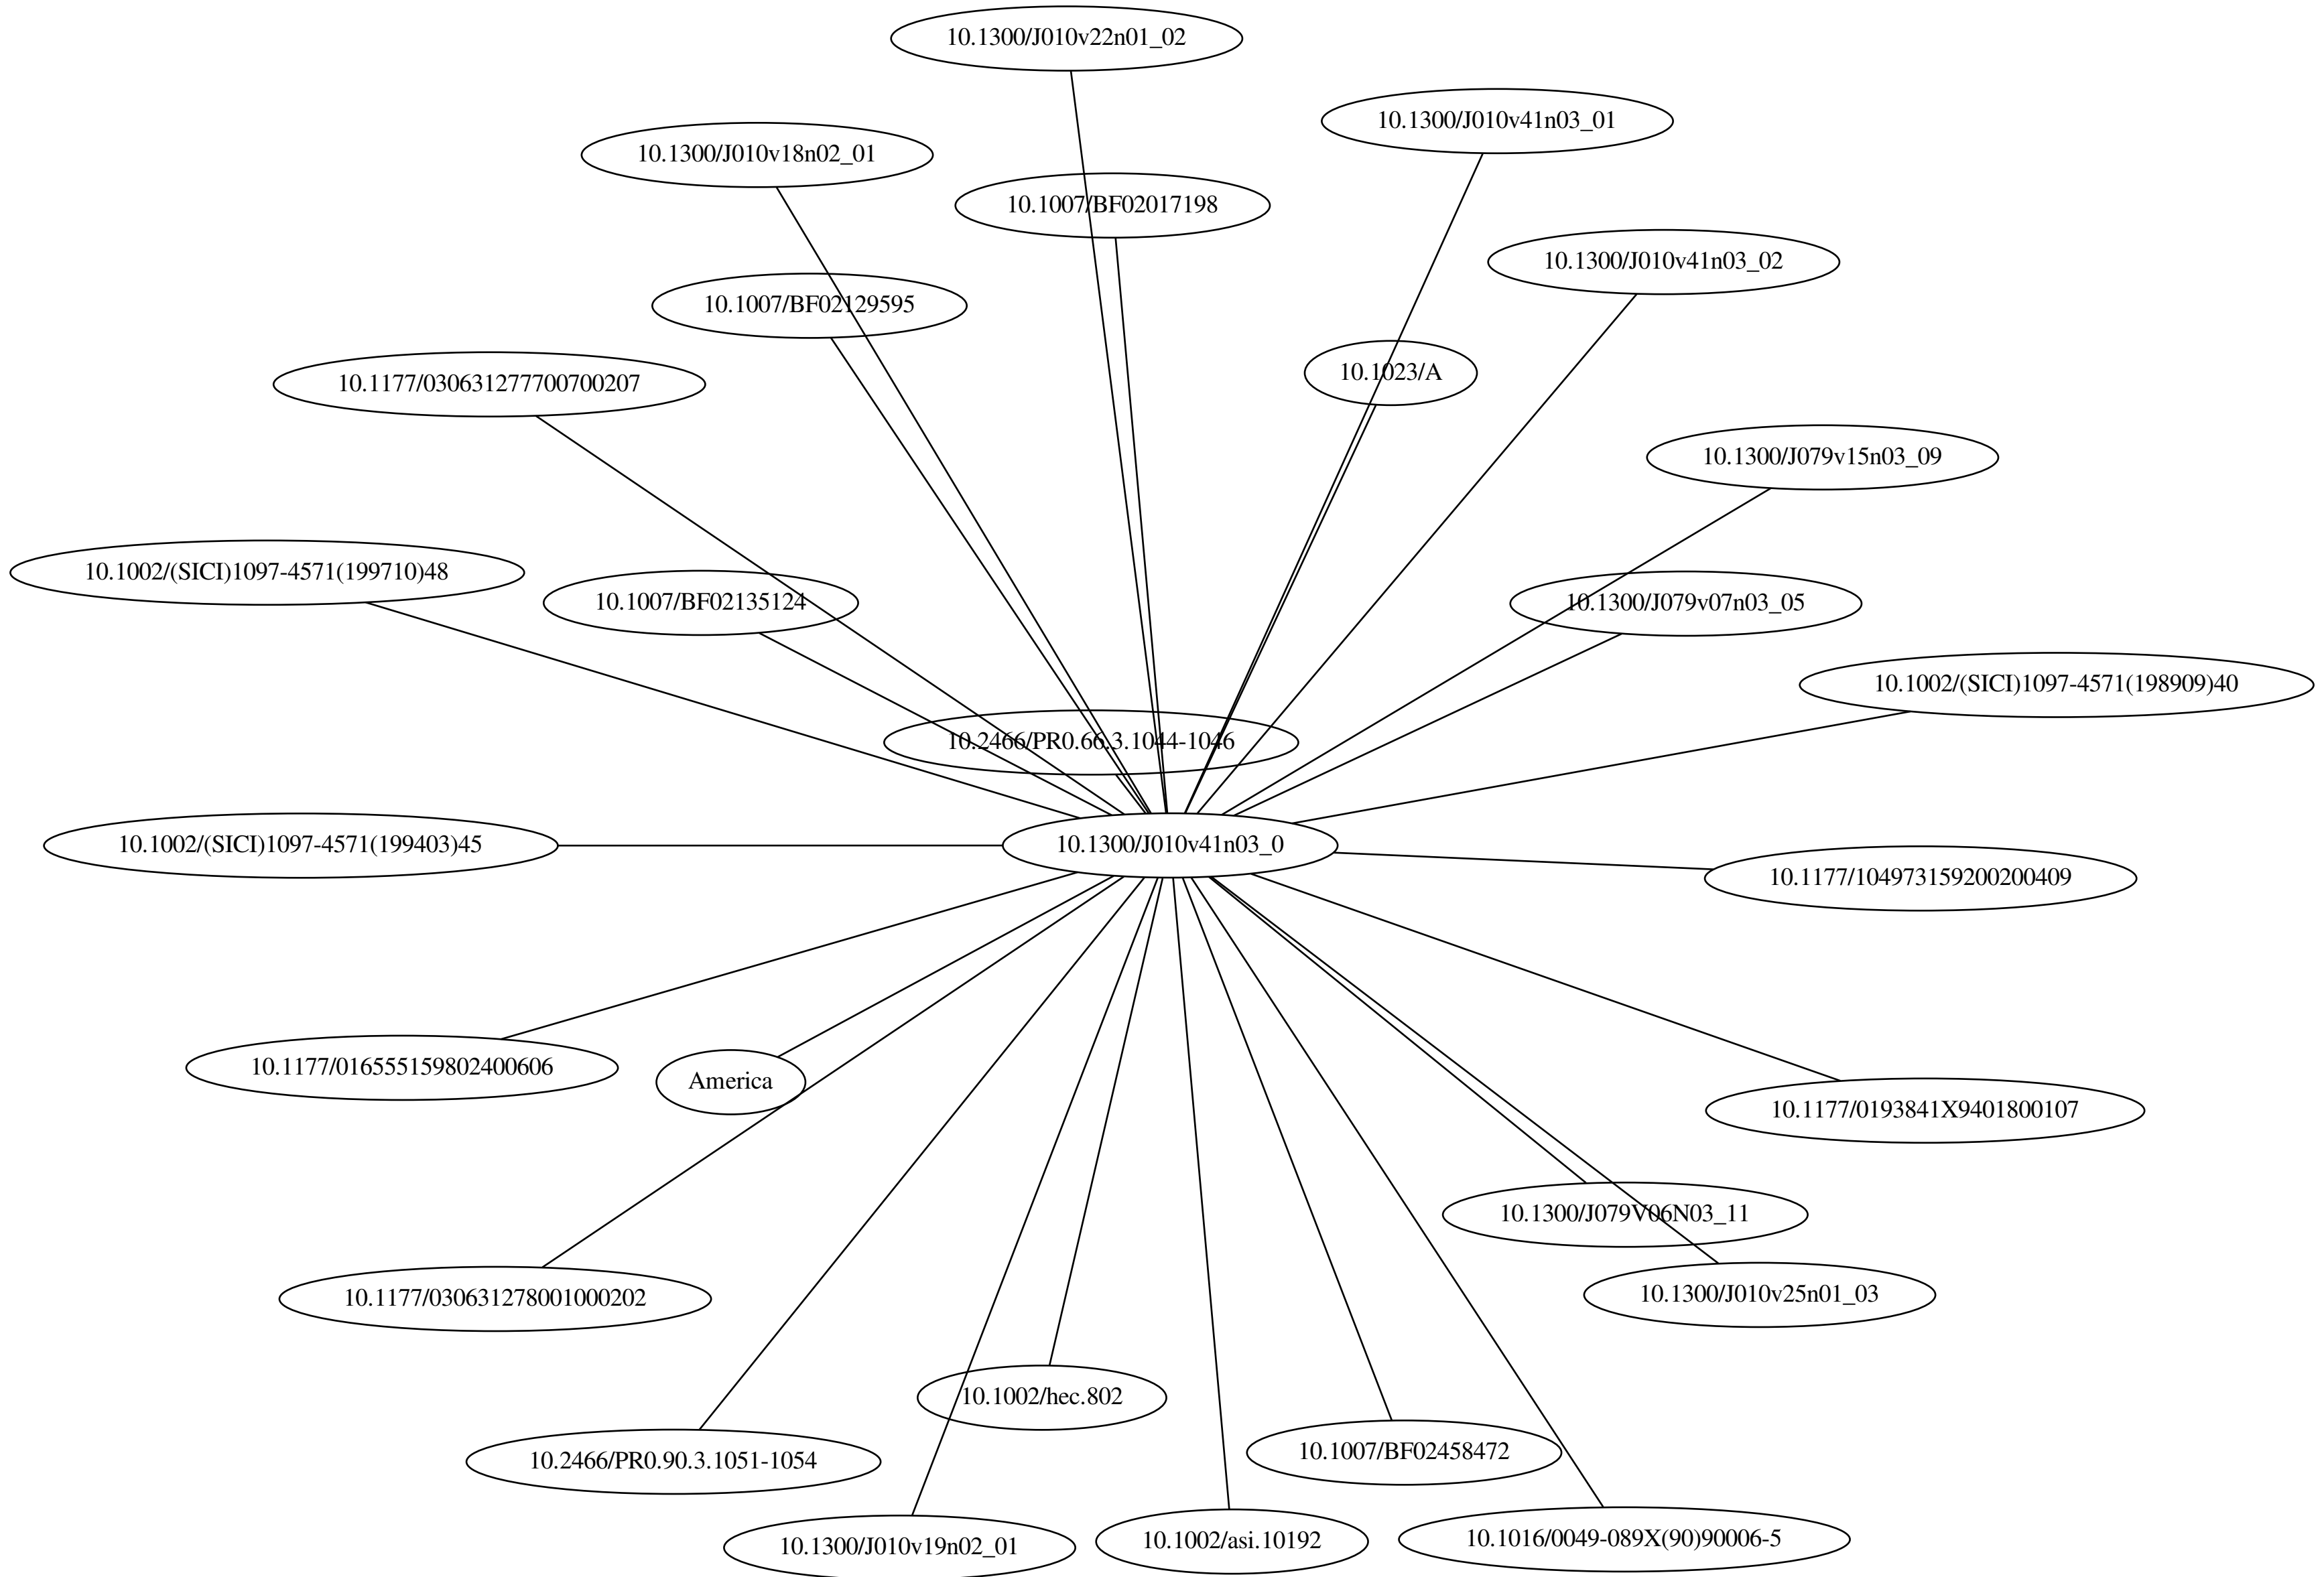 10.1300/J010v22n01_02
10.1300/J010v41n03_01
10.1300/J010v18n02_01
10.1007/BF02017198
10.1300/J010v41n03_02
10.1007/BF02129595
10.1023/A
10.1177/030631277700700207
10.1300/J079v15n03_09
10.1002/(SICI)1097-4571(199710)48
10.1007/BF02135124
10.1300/J079v07n03_05
10.1002/(SICI)1097-4571(198909)40
10.2466/PR0.66.3.1044-1046
10.1002/(SICI)1097-4571(199403)45
10.1300/J010v41n03_0
10.1177/104973159200200409
10.1177/016555159802400606
America
10.1177/0193841X9401800107
10.1300/J079V06N03_11
10.1177/030631278001000202
10.1300/J010v25n01_03
10.1002/hec.802
10.1007/BF02458472
10.2466/PR0.90.3.1051-1054
10.1300/J010v19n02_01
10.1002/asi.10192
10.1016/0049-089X(90)90006-5